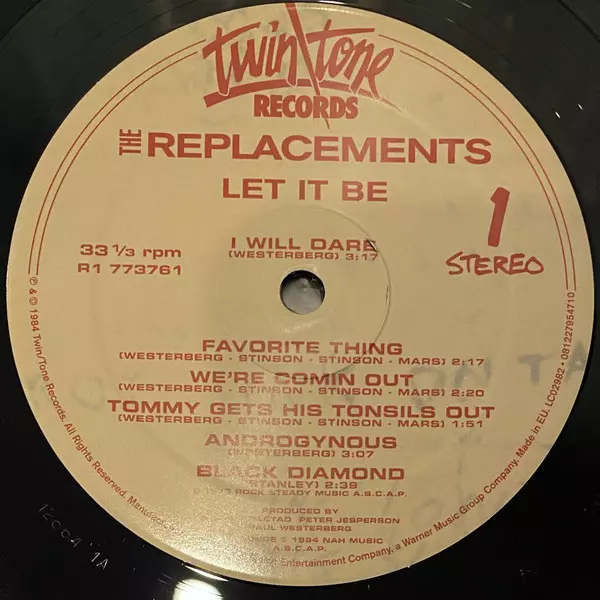 twin/tone
RECORDS
THE REPLACEMENTS
LET IT BE
1
STEREO
33 1/3 rpm
R1 773761
I WILL DARE
(WESTERBERG) 3:17
FAVORITE THING
(WESTERBERG - STINSON - STINSON - MARS) 2:17
WE'RE COMIN OUT
(WESTERBERG - STINSON - STINSON - MARS) 2:20
TOMMY GETS HIS TONSILS OUT
(WESTERBERG - STINSON - STINSON - MARS) 1:51
ANDROGYNOUS
(WESTERBERG) 3:07
BLACK DIAMOND
(STANLEY) 2:39
ROCK STEADY MUSIC A.S.C.A.P.
PRODUCED BY
PETER JESPERSON
PAUL WESTERBERG
© 1984 NAH MUSIC
A.S.C.A.P.
℗ & © 1984 Twin/Tone Records. All Rights Reserved.
Entertainment Company, a Warner Music Group Company. Made in EU. LC02982 • 081227954710
1A